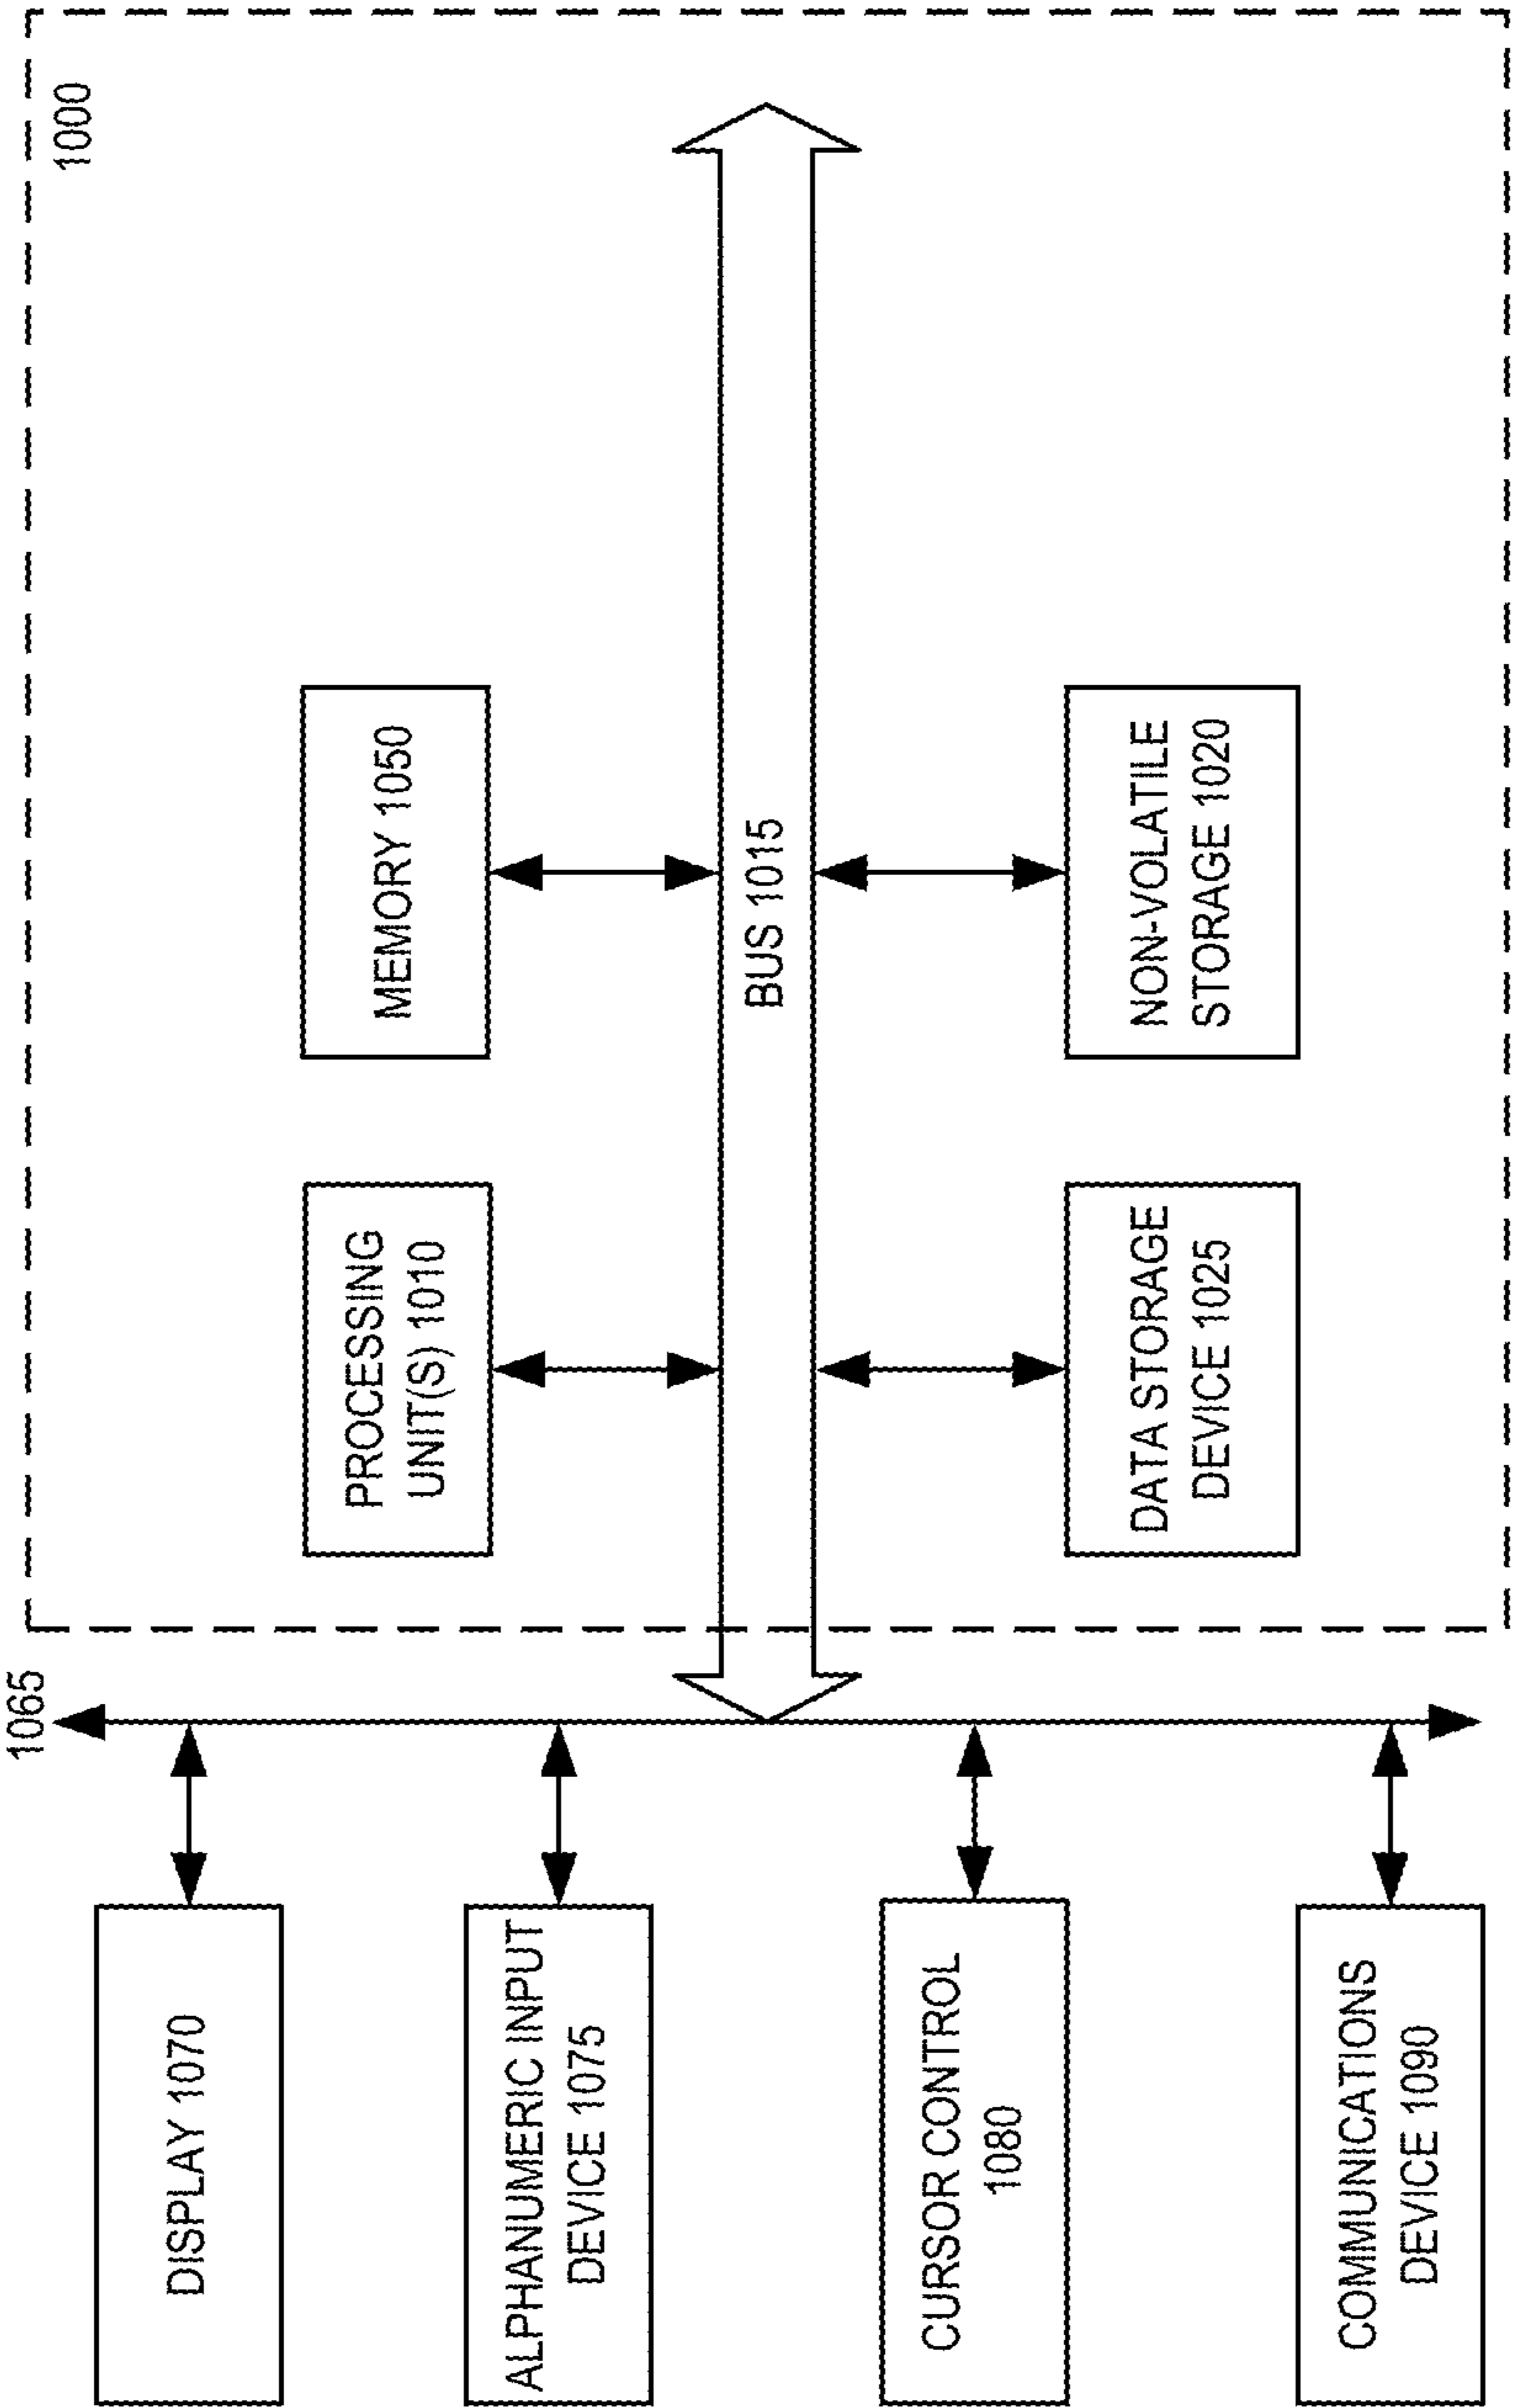 1000
PROCESSING
UNIT(S) 1010
MEMORY 1050
BUS 1015
DATA STORAGE
DEVICE 1025
NON-VOLATILE
STORAGE 1020
1065
DISPLAY 1070
ALPHANUMERIC INPUT
DEVICE 1075
CURSOR CONTROL
1080
COMMUNICATIONS
DEVICE 1090